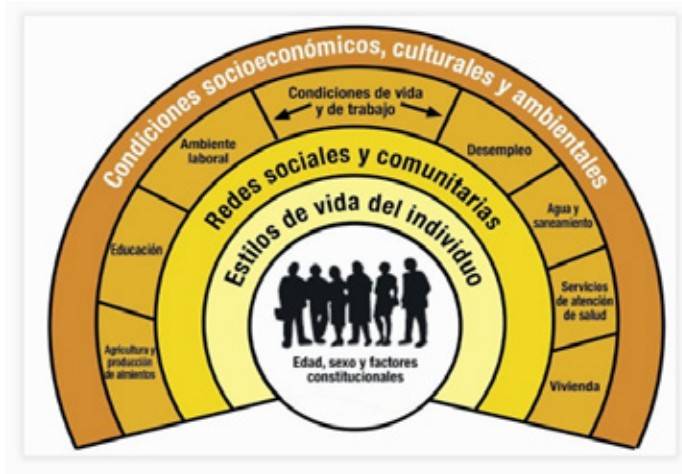 Condiciones socioeconómicos, culturales y ambientales
Condiciones de vida
y de trabajo
Ambiente
laboral
Desempleo
Educación
Agua y
saneamiento
Agricultura y
producción
de alimentos
Servicios
de atención
de salud
Vivienda
Redes sociales y comunitarias
Estilos de vida del individuo
Edad, sexo y factores
constitucionales